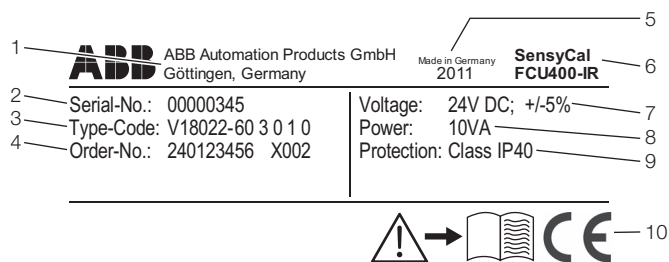 5
1 ABB ABB Automation Products GmbH Made in Germany SensyCal 6
Göttingen, Germany 2011 FCU400-IR
2 Serial-No.: 00000345 Voltage: 24V DC; +/-5% 7
3 Type-Code: V18022-60 3 0 1 0 Power: 10VA 8
4 Order-No.: 240123456 X002 Protection: Class IP40 9
CE 10